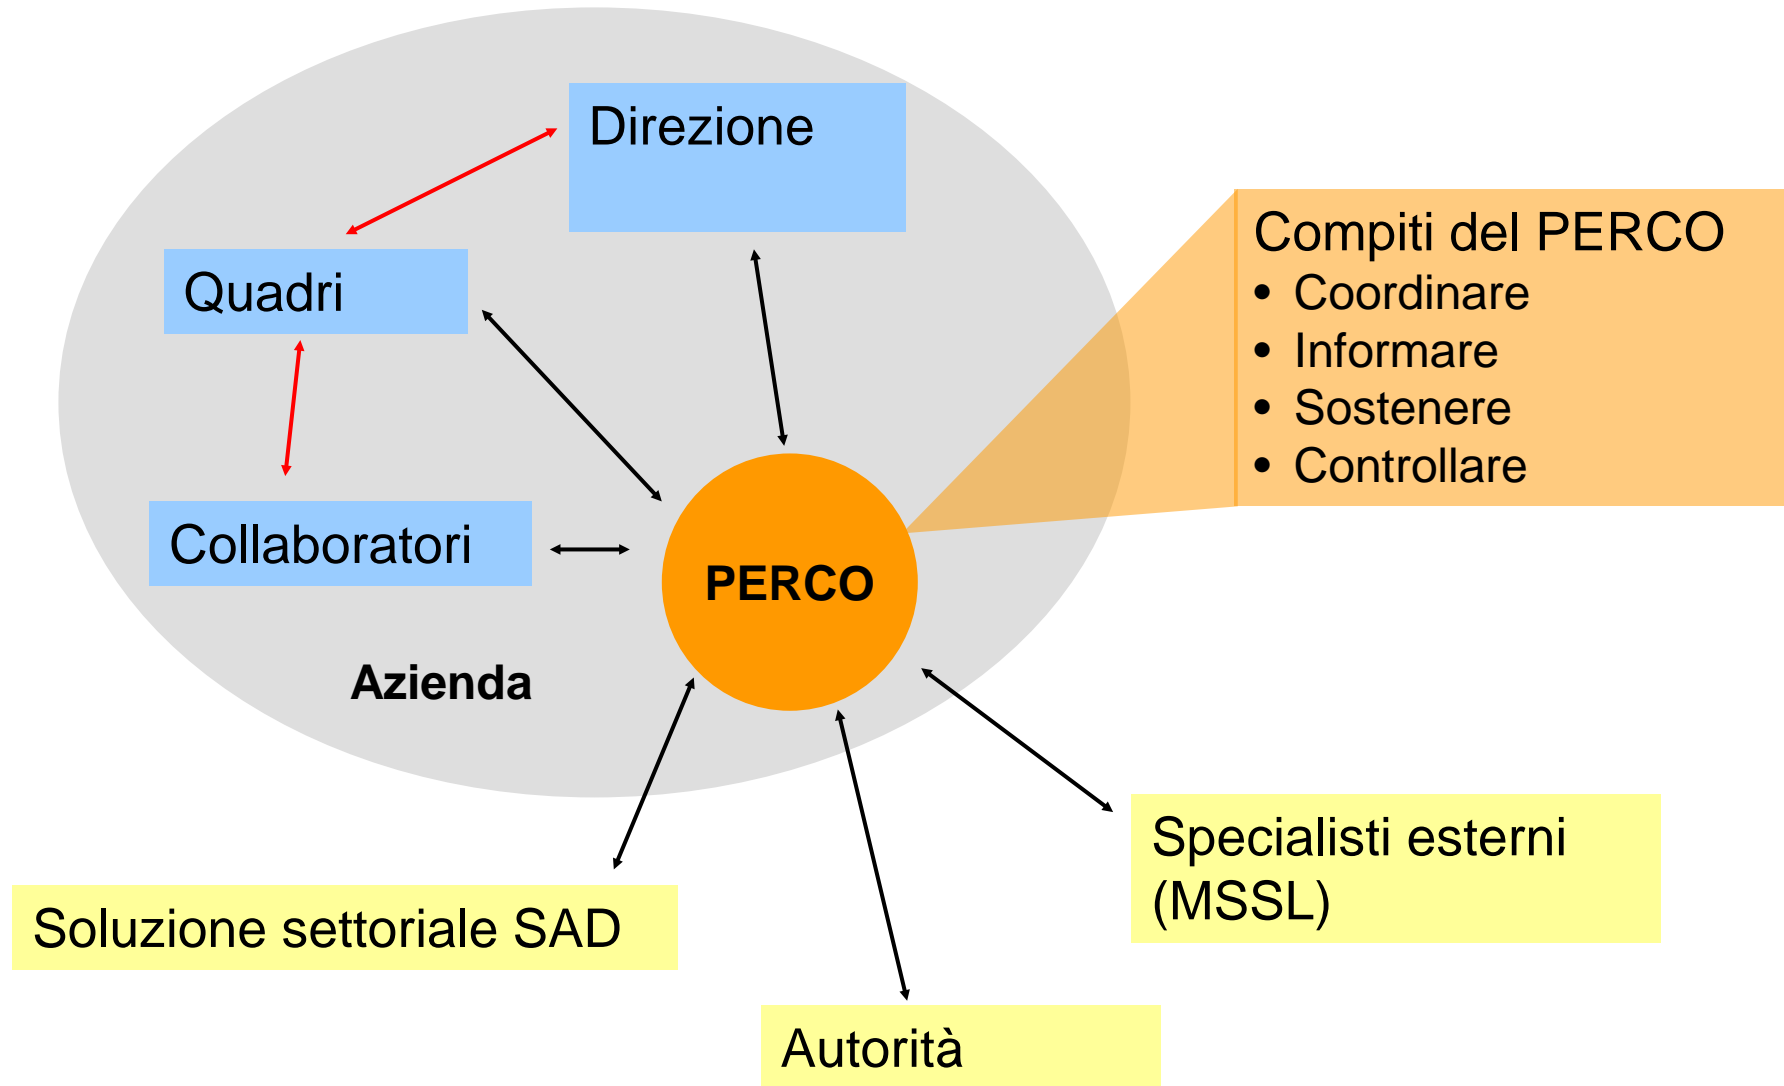 Direzione
Quadri
Collaboratori
PERCO
Azienda
Compiti del PERCO
• Coordinare
• Informare
• Sostenere
• Controllare
Specialisti esterni
(MSSL)
Soluzione settoriale SAD
Autorità